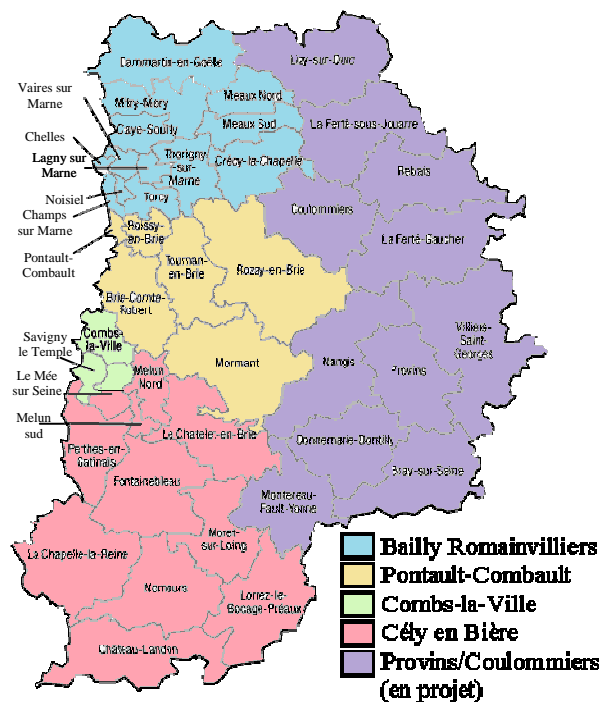 Dammartin-en-Goële
Lizy-sur-Ourc
Vaires sur
Marne
Mitry-Mory
Meaux Nord
Chelles
Claye-Souilly
Meaux Sud
La Ferté-sous-Jouarre
Lagny sur
Marne
Thorigny
-sur-
Marne
Crécy-la-Chapelle
Rebais
Noisiel
Torcy
Champs
sur Marne
Coulommiers
Roissy
-en-Brie
La Ferté-Gaucher
Pontault-
Combault
Tournan
-en-Brie
Rozay-en-Brie
Brie-Comte-
Robert
Savigny
le Temple
Combs-
la-Ville
Villiers-
Saint-
Georges
Le Mée
sur Seine
Melun
Nord
Mormant
Nangis
Provins
Melun
sud
Le Chatelet-en-Brie
Perthes-en-
Gatinais
Donnemarie-Dontilly
Fontainebleau
Bray-sur-Seine
Montereau-
Fault-Yonne
Moret-
sur-Loing
La Chapelle-la-Reine
Nemours
Lorrez-le-
Bocage-Préaux
Château-Landon
Bailly Romainvilliers
Pontault-Combault
Combs-la-Ville
Cély en Bière
Provins/Coulommiers
(en projet)